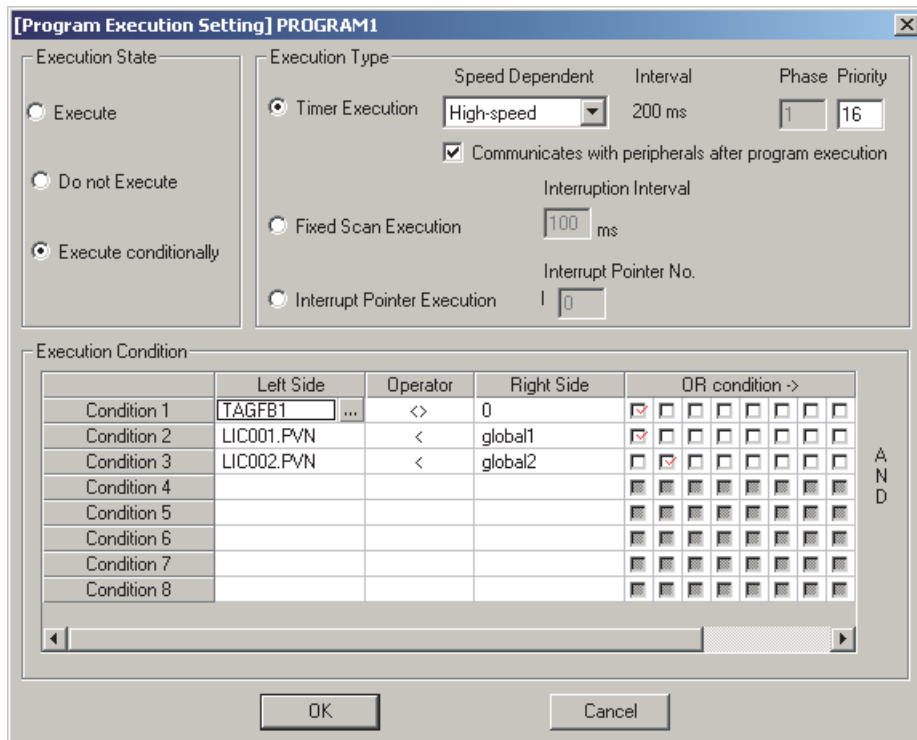 [Program Execution Setting] PROGRAM1
Execution State
Execute
Do not Execute
Execute conditionally
Execution Type
Speed Dependent Interval Phase Priority
Timer Execution High-speed 200 ms 1 16
Communicates with peripherals after program execution
Interruption Interval
Fixed Scan Execution 100 ms
Interrupt Pointer No.
Interrupt Pointer Execution I 0
Execution Condition
Left Side Operator Right Side OR condition ->
Condition 1 TAGFB1 ... <> 0
Condition 2 LIC001.PVN < global1
Condition 3 LIC002.PVN < global2
Condition 4
Condition 5
Condition 6
Condition 7
Condition 8
AND
OK Cancel